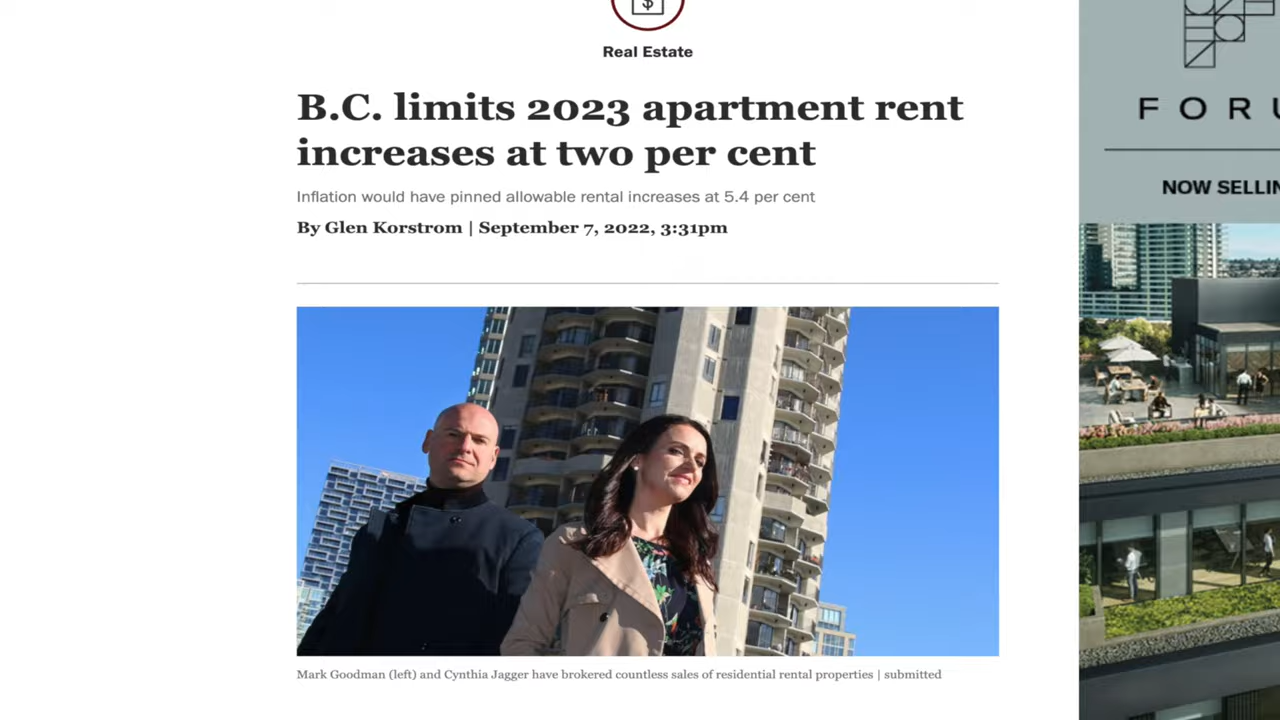 $
Real Estate
B.C. limits 2023 apartment rent
increases at two per cent
Inflation would have pinned allowable rental increases at 5.4 per cent
By Glen Korstrom | September 7, 2022, 3:31pm
Mark Goodman (left) and Cynthia Jagger have brokered countless sales of residential rental properties | submitted
FORU
NOW SELLIN